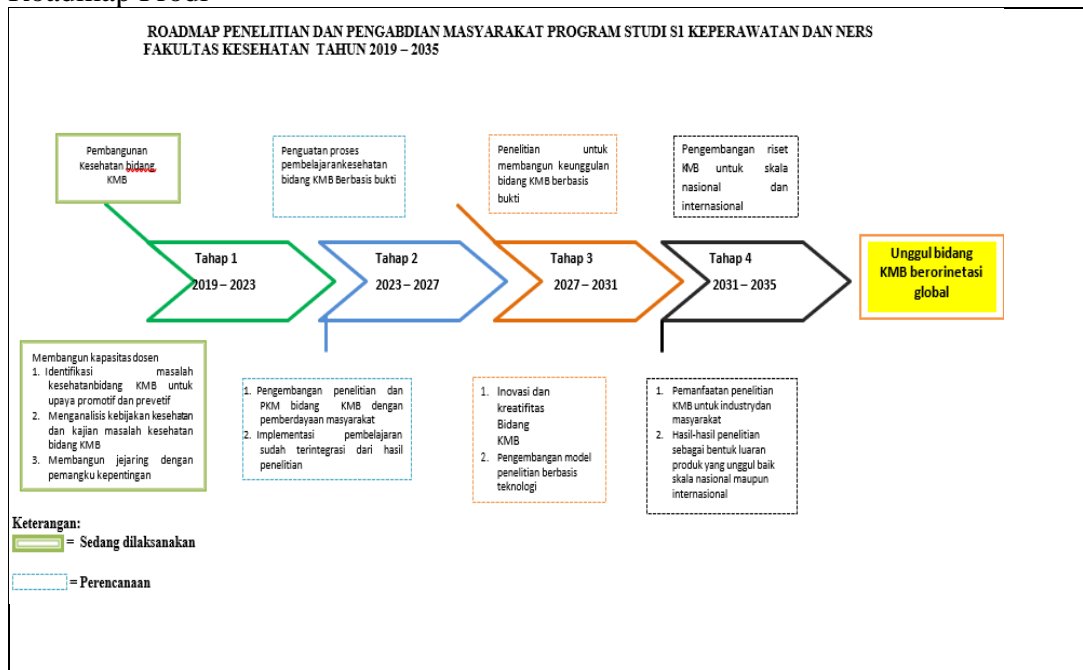 Roadmap Prodi
ROADMAP PENELITIAN DAN PENGABDIAN MASYARAKAT PROGRAM STUDI S1 KEPERAWATAN DAN NERS
FAKULTAS KESEHATAN TAHUN 2019 – 2035
Pembangunan
Kesehatan bidang
KMB
Penguatan proses
pembelajarankesehatan
bidang KMB Berbasis bukti
Penelitian untuk
membangun keunggulan
bidang KMB berbasis
bukti
Pengembangan riset
KMB untuk skala
nasional dan
internasional
Tahap 1
2019 – 2023
Tahap 2
2023 – 2027
Tahap 3
2027 – 2031
Tahap 4
2031 – 2035
Unggul bidang
KMB berorinetasi
global
Membangun kapasitas dosen
1. Identifikasi masalah
kesehatanbidang KMB untuk
upaya promotif dan prevetif
2. Menganalisis kebijakan kesehatan
dan kajian masalah kesehatan
bidang KMB
3. Membangun jejaring dengan
pemangku kepentingan
1. Pengembangan penelitian dan
PKM bidang KMB dengan
pemberdayaan masyarakat
2. Implementasi pembelajaran
sudah terintegrasi dari hasil
penelitian
1. Inovasi dan
kreatifitas
Bidang
KMB
2. Pengembangan model
penelitian berbasis
teknologi
1. Pemanfaatan penelitian
KMB untuk industrydan
masyarakat
2. Hasil-hasil penelitian
sebagai bentuk luaran
produk yang unggul baik
skala nasional maupun
internasional
Keterangan:
= Sedang dilaksanakan
= Perencanaan